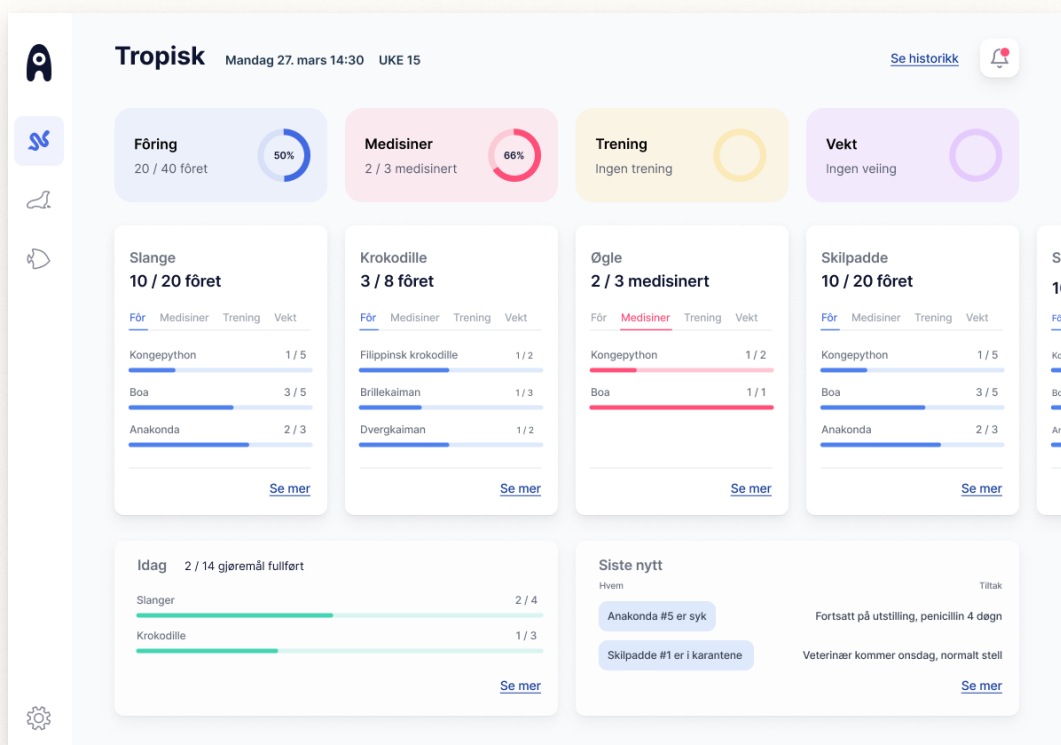 Tropisk Mandag 27. mars 14:30 UKE 15 Se historikk
Fôring
20 / 40 fôret
50%
Medisiner
2 / 3 medisinert
66%
Trening
Ingen trening
Vekt
Ingen veiing
Slange
10 / 20 fôret
Fôr Medisiner Trening Vekt
Kongepython 1 / 5
Boa 3 / 5
Anakonda 2 / 3
Se mer
Krokodille
3 / 8 fôret
Fôr Medisiner Trening Vekt
Filippinsk krokodille 1 / 2
Brillekaiman 1 / 3
Dvergkaiman 1 / 2
Se mer
Øgle
2 / 3 medisinert
Fôr Medisiner Trening Vekt
Kongepython 1 / 2
Boa 1 / 1
Se mer
Skilpadde
10 / 20 fôret
Fôr Medisiner Trening Vekt
Kongepython 1 / 5
Boa 3 / 5
Anakonda 2 / 3
Se mer
Idag 2 / 14 gjøremål fullført
Slanger 2 / 4
Krokodille 1 / 3
Se mer
Siste nytt
Hvem Tiltak
Anakonda #5 er syk Fortsatt på utstilling, penicillin 4 døgn
Skilpadde #1 er i karantene Veterinær kommer onsdag, normalt stell
Se mer